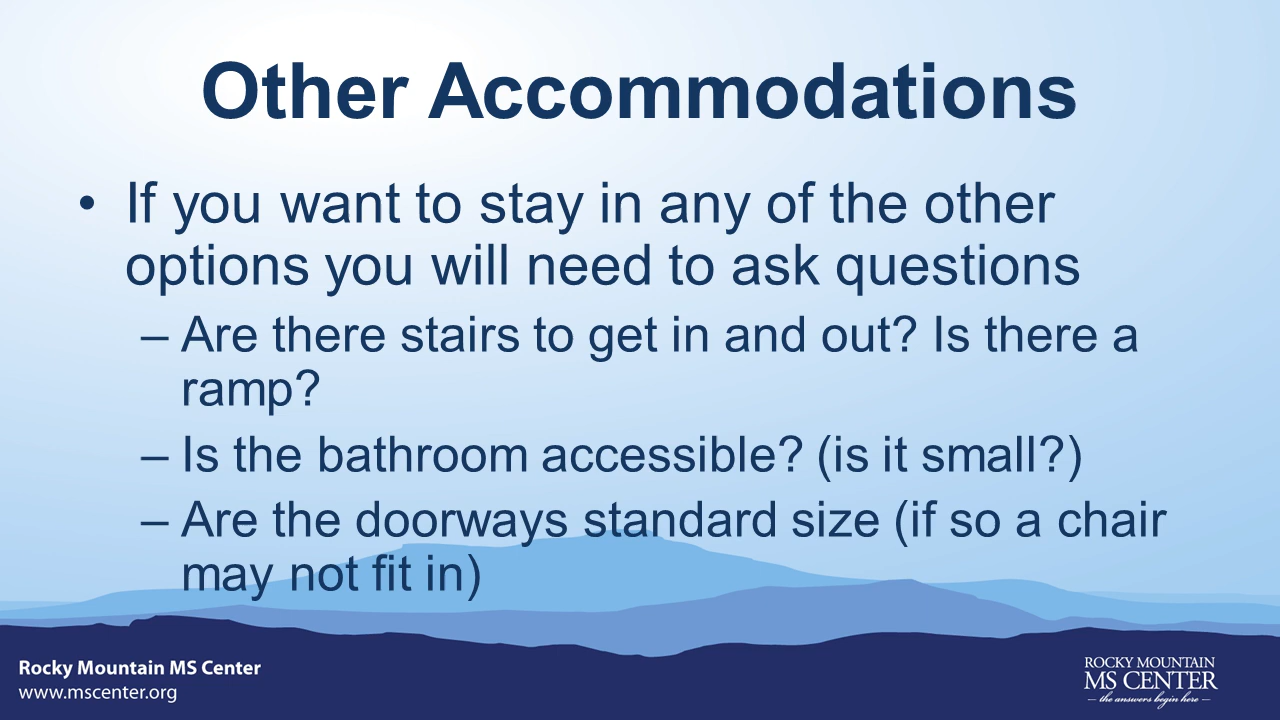 Other Accommodations
• If you want to stay in any of the other
options you will need to ask questions
– Are there stairs to get in and out? Is there a
ramp?
– Is the bathroom accessible? (is it small?)
– Are the doorways standard size (if so a chair
may not fit in)
Rocky Mountain MS Center
www.mscenter.org
ROCKY MOUNTAIN
MS CENTER
— the answers begin here —